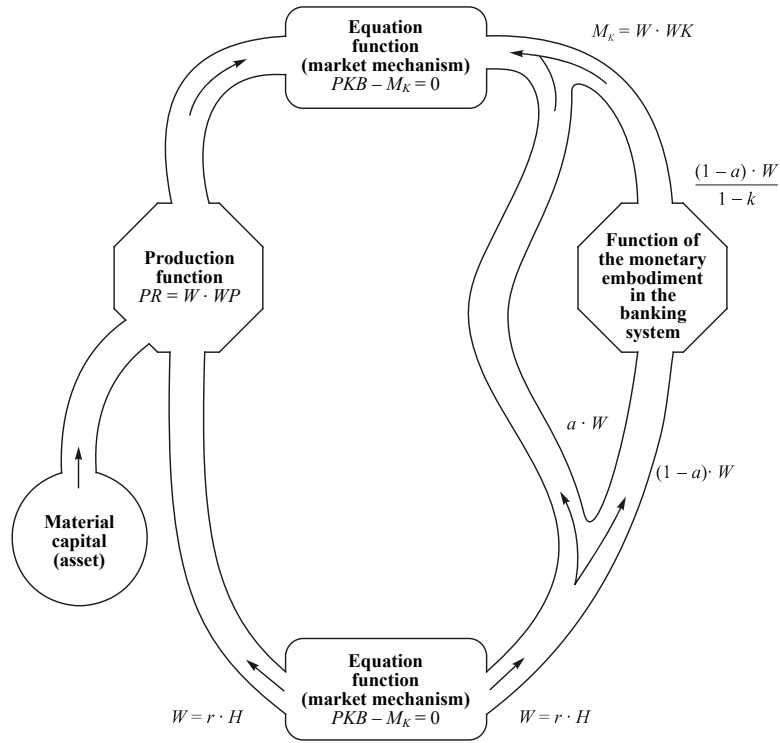 Equation
function
(market mechanism)
PKB – M_K = 0
M_K = W · WK
(1 – a) · W
1 – k
Production
function
PR = W · WP
Function of
the monetary
embodiment
in the
banking
system
a · W
(1 – a) · W
Material
capital
(asset)
Equation
function
(market mechanism)
PKB – M_K = 0
W = r · H
W = r · H